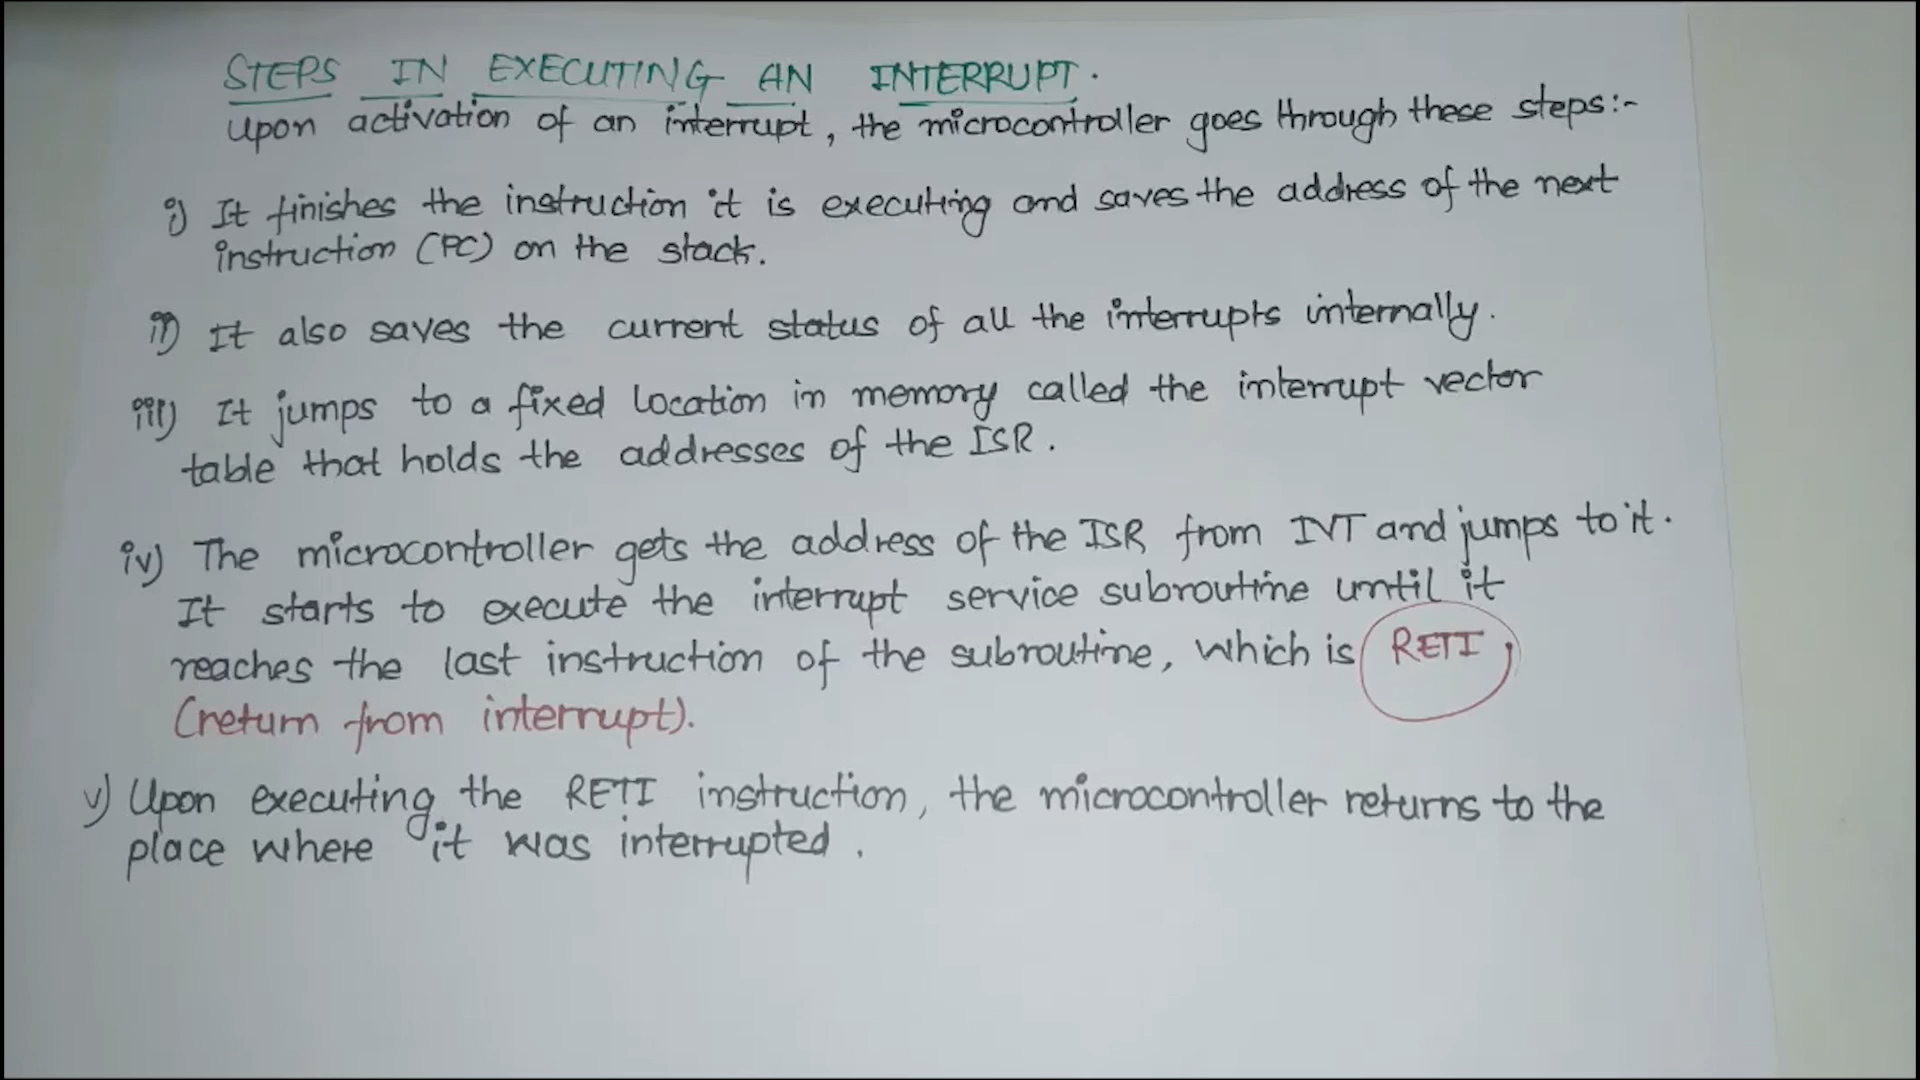 STEPS IN EXECUTING AN INTERRUPT.
Upon activation of an interrupt, the microcontroller goes through these steps:-
i) It finishes the instruction it is executing and saves the address of the next
instruction (PC) on the stack.
ii) It also saves the current status of all the interrupts internally.
iii) It jumps to a fixed location in memory called the interrupt vector
table that holds the addresses of the ISR.
iv) The microcontroller gets the address of the ISR from IVT and jumps to it.
It starts to execute the interrupt service subroutine until it
reaches the last instruction of the subroutine, which is RETI
(return from interrupt).
v) Upon executing the RETI instruction, the microcontroller returns to the
place where it was interrupted.